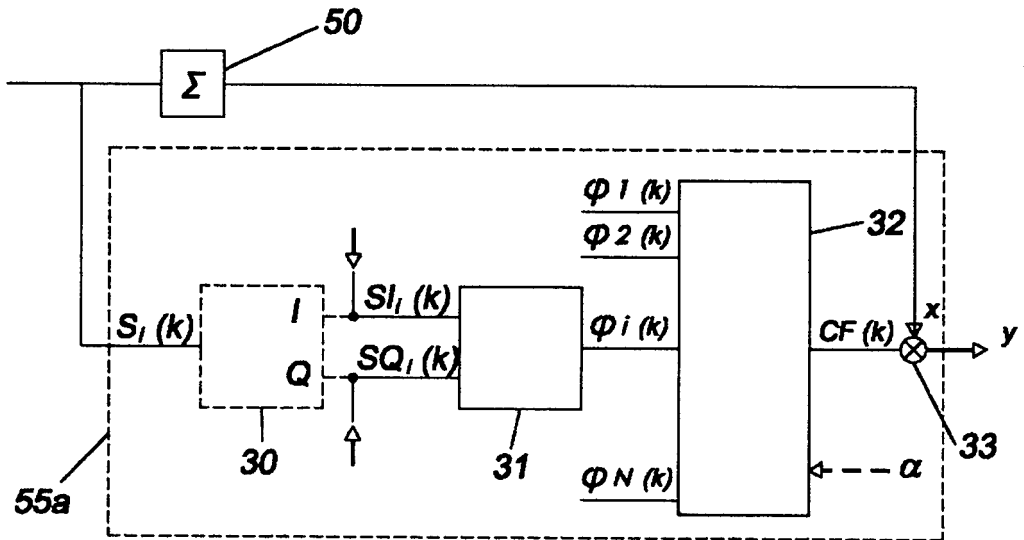 50
Σ
φ 1 (k)
φ 2 (k)
32
I
SI_i (k)
x
S_i (k)
φ i (k)
CF (k)
y
Q
SQ_i (k)
30
31
33
φ N (k)
α
55a